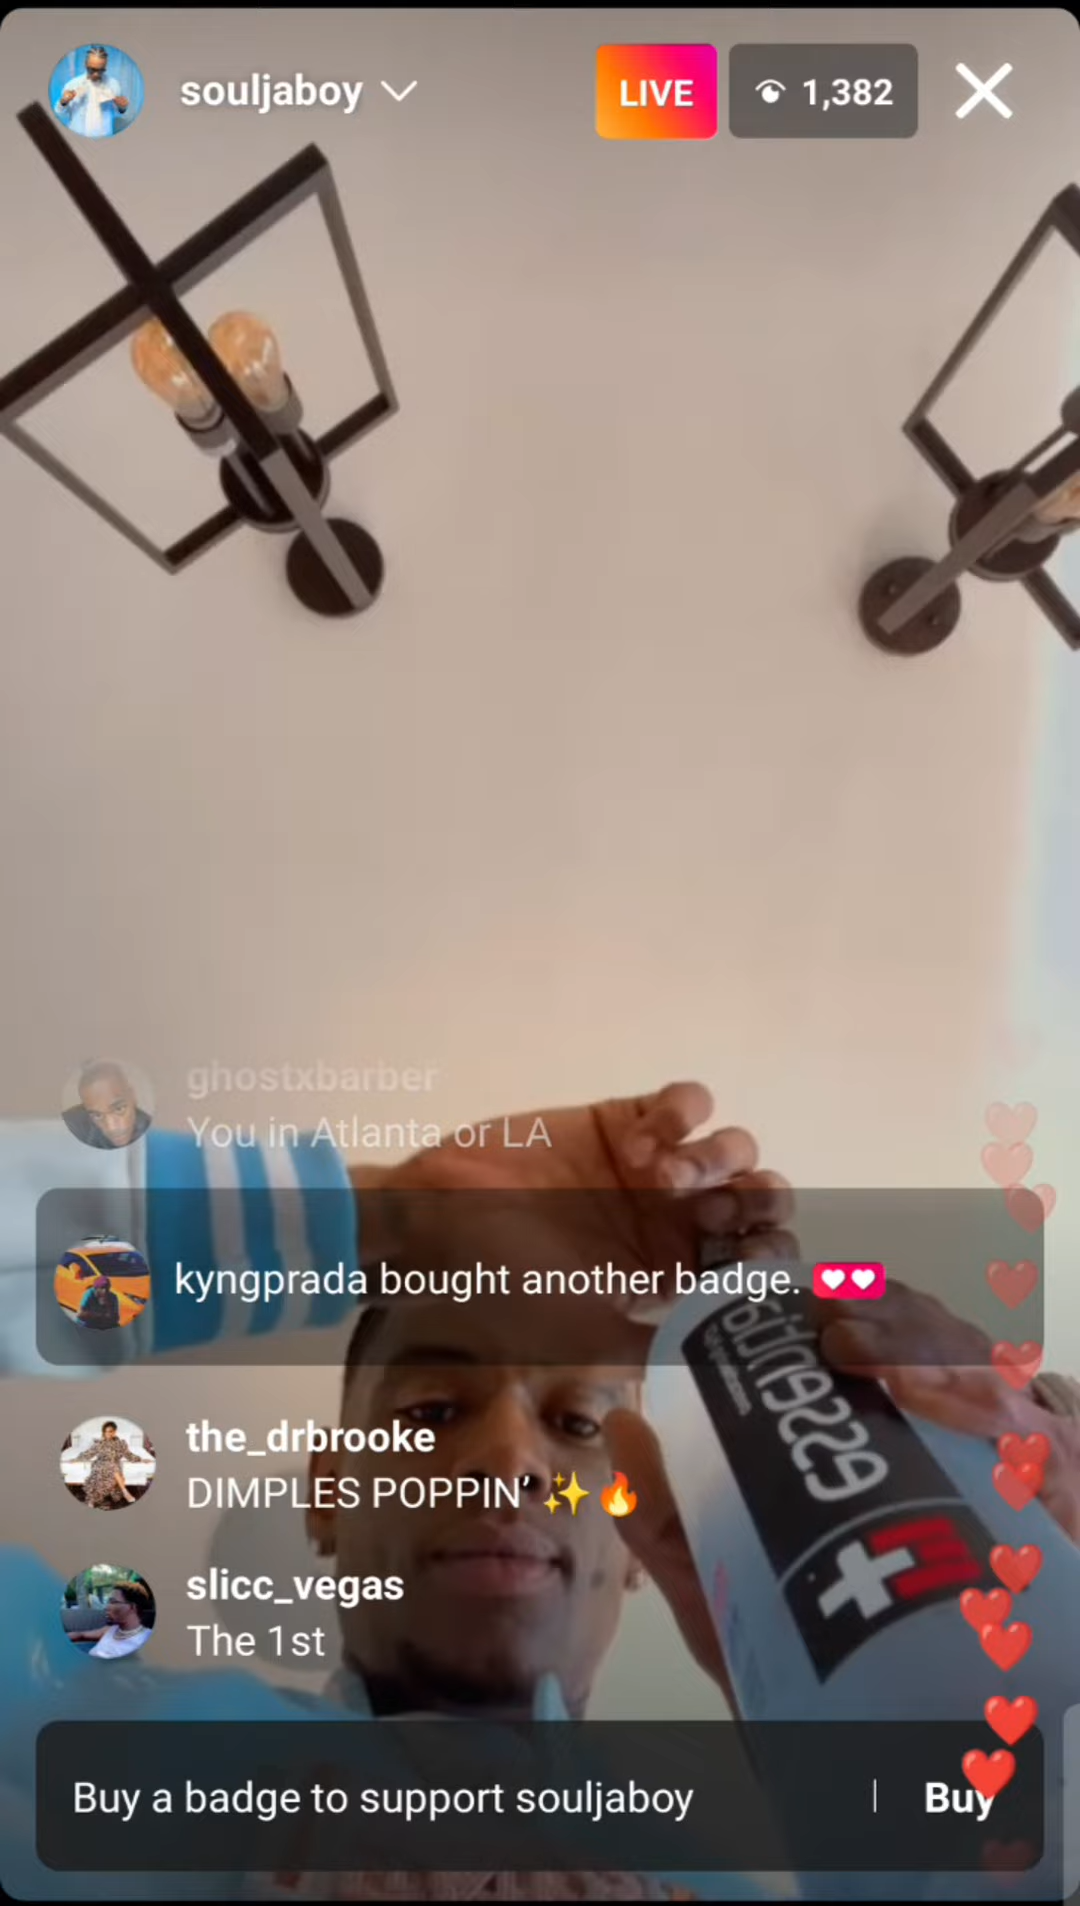 souljaboy
LIVE
1,382
ghostxbarber
You in Atlanta or LA
kyngprada bought another badge.
the_drbrooke
DIMPLES POPPIN’ ✨🔥
slicc_vegas
The 1st
Buy a badge to support souljaboy
Buy